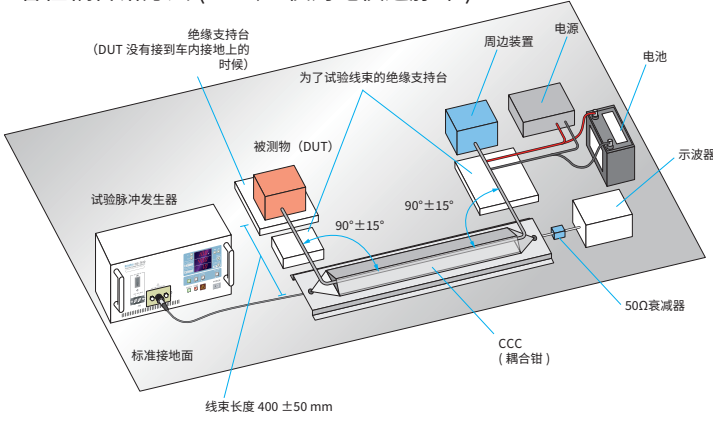 绝缘支持台
（DUT 没有接到车内接地上的
时候）
为了试验线束的绝缘支持台
周边装置
电源
电池
被测物（DUT）
示波器
试验脉冲发生器
90°±15°
90°±15°
50Ω衰减器
标准接地面
CCC
( 耦合钳 )
线束长度 400 ±50 mm